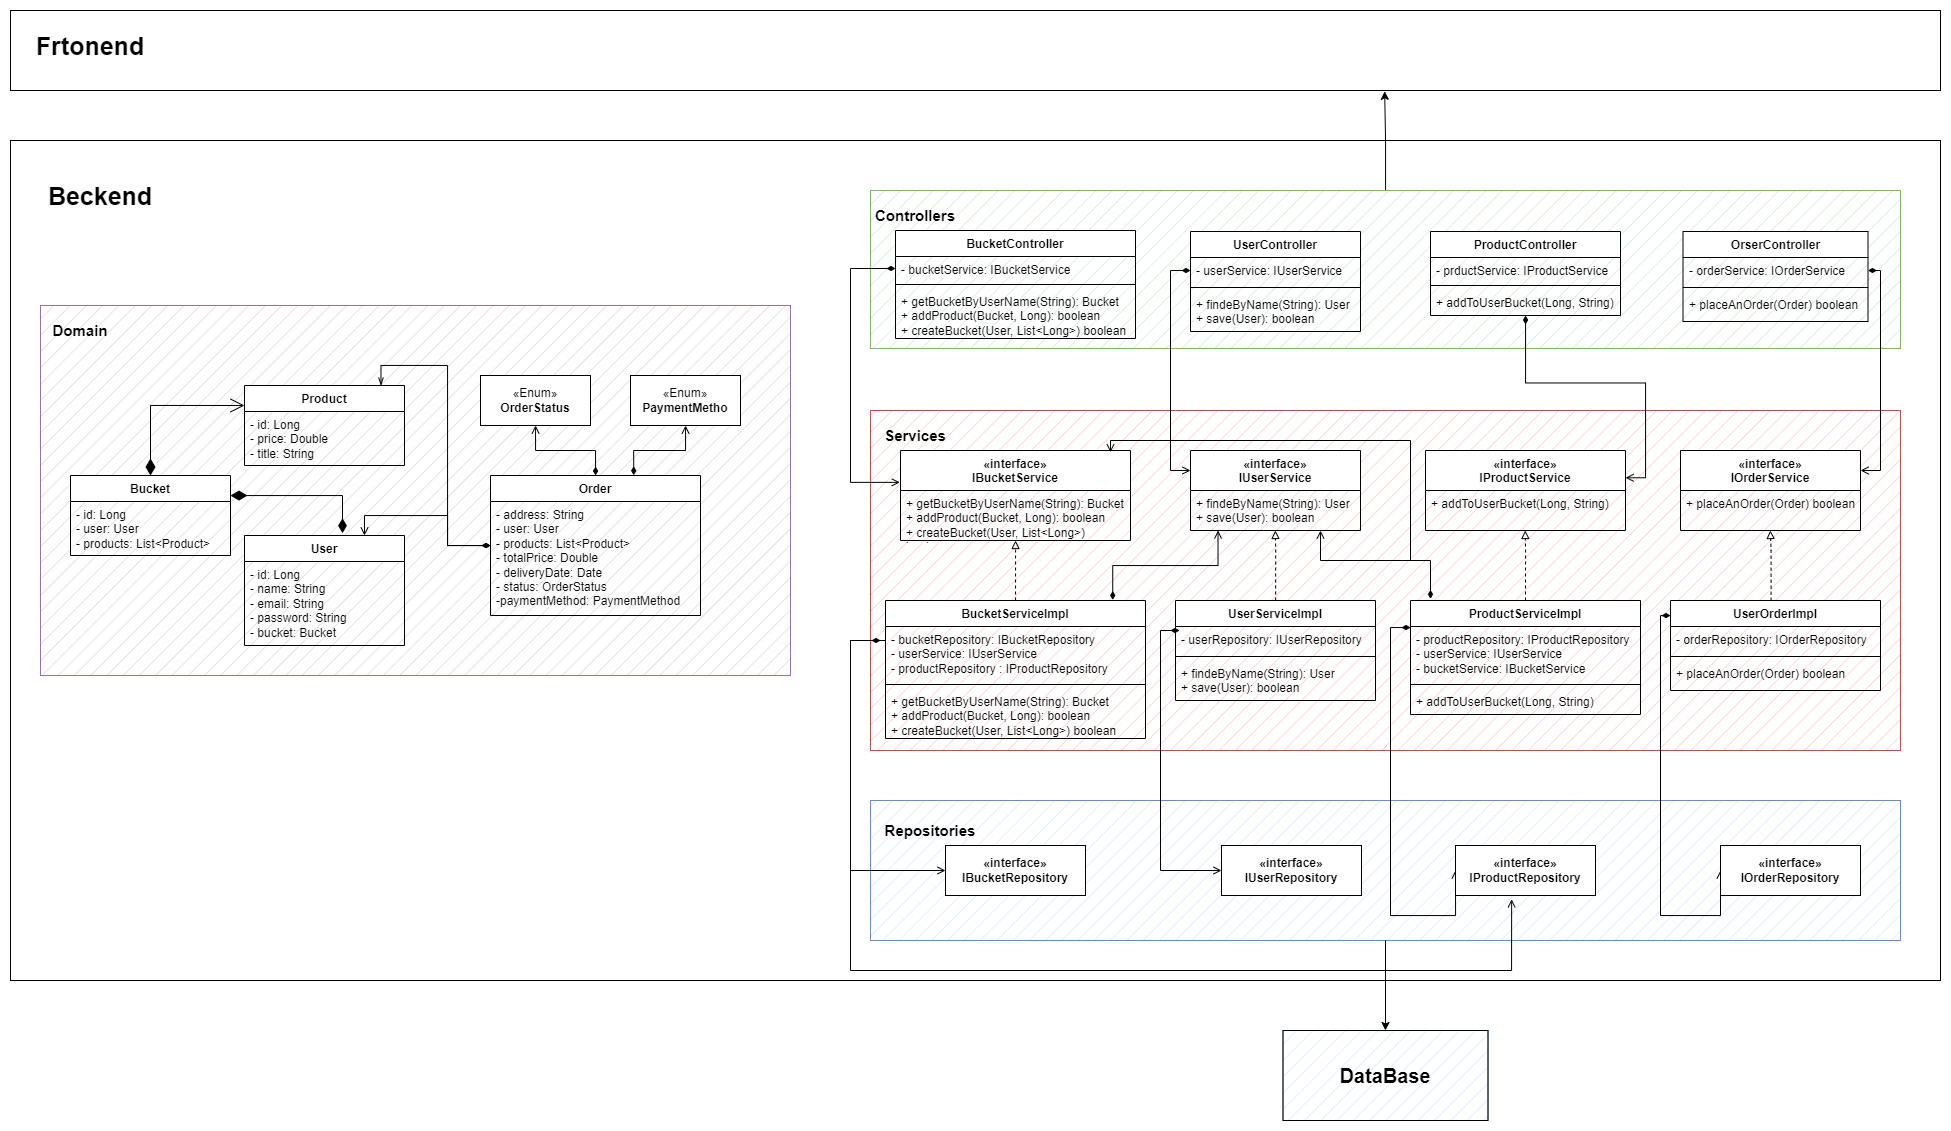 Frtonend
Beckend
Domain
Product
- id: Long
- price: Double
- title: String
Bucket
- id: Long
- user: User
- products: List<Product>
User
- id: Long
- name: String
- email: String
- password: String
- bucket: Bucket
«Enum»
OrderStatus
«Enum»
PaymentMetho
Order
- address: String
- user: User
- products: List<Product>
- totalPrice: Double
- deliveryDate: Date
- status: OrderStatus
-paymentMethod: PaymentMethod
Controllers
BucketController
- bucketService: IBucketService
+ getBucketByUserName(String): Bucket
+ addProduct(Bucket, Long): boolean
+ createBucket(User, List<Long>) boolean
UserController
- userService: IUserService
+ findeByName(String): User
+ save(User): boolean
ProductController
- prductService: IProductService
+ addToUserBucket(Long, String)
OrserController
- orderService: IOrderService
+ placeAnOrder(Order) boolean
Services
«interface»
IBucketService
+ getBucketByUserName(String): Bucket
+ addProduct(Bucket, Long): boolean
+ createBucket(User, List<Long>)
«interface»
IUserService
+ findeByName(String): User
+ save(User): boolean
«interface»
IProductService
+ addToUserBucket(Long, String)
«interface»
IOrderService
+ placeAnOrder(Order) boolean
BucketServiceImpl
- bucketRepository: IBucketRepository
- userService: IUserService
- productRepository : IProductRepository
+ getBucketByUserName(String): Bucket
+ addProduct(Bucket, Long): boolean
+ createBucket(User, List<Long>) boolean
UserServiceImpl
- userRepository: IUserRepository
+ findeByName(String): User
+ save(User): boolean
ProductServiceImpl
- productRepository: IProductRepository
- userService: IUserService
- bucketService: IBucketService
+ addToUserBucket(Long, String)
UserOrderImpl
- orderRepository: IOrderRepository
+ placeAnOrder(Order) boolean
Repositories
«interface»
IBucketRepository
«interface»
IUserRepository
«interface»
IProductRepository
«interface»
IOrderRepository
DataBase